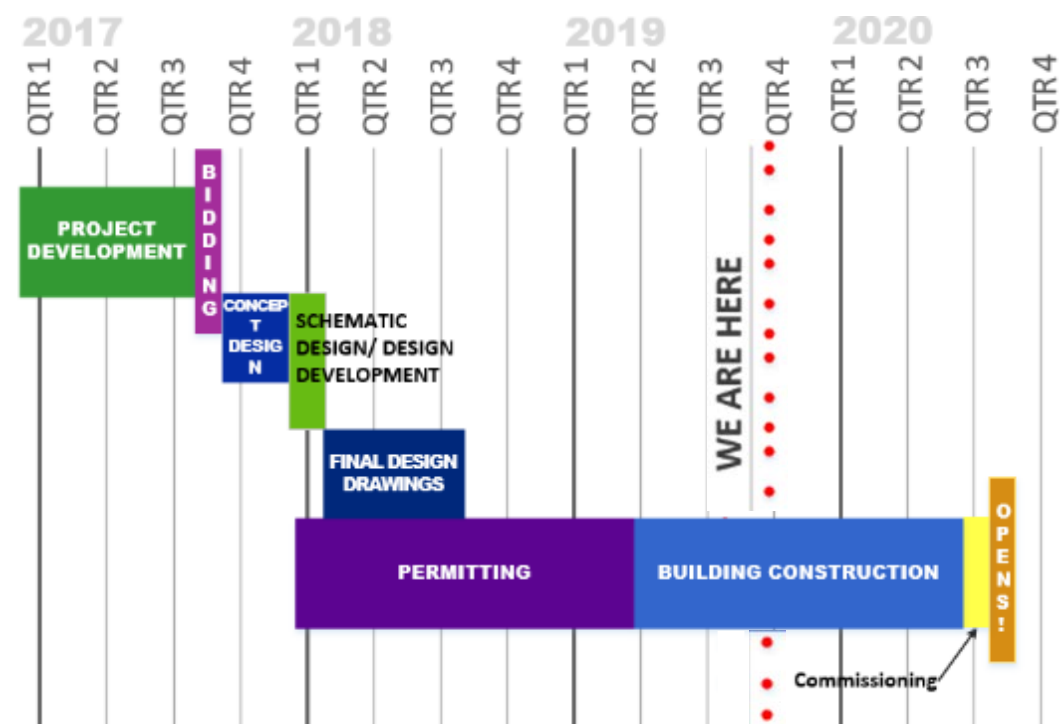 2017 2018 2019 2020
QTR 1 QTR 2 QTR 3 QTR 4 QTR 1 QTR 2 QTR 3 QTR 4 QTR 1 QTR 2 QTR 3 QTR 4 QTR 1 QTR 2 QTR 3 QTR 4
BIDDING
PROJECT
DEVELOPMENT
CONCEP
T
DESIG
N
SCHEMATIC
DESIGN/ DESIGN
DEVELOPMENT
WE ARE HERE
FINAL DESIGN
DRAWINGS
OPENS!
PERMITTING
BUILDING CONSTRUCTION
Commissioning